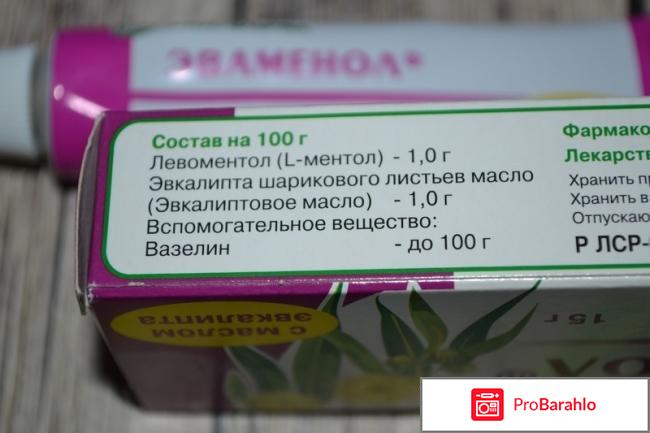 ЭВАМЕНОЛ®
Состав на 100 г
Левоментол (L-ментол) - 1,0 г
Эвкалипта шарикового листьев масло
(Эвкалиптовое масло) - 1,0 г
Вспомогательное вещество:
Вазелин - до 100 г
Фармако
Лекарств
Хранить пр
Хранить в
Отпускаю
Р ЛСР-
С МАСЛОМ
ЭВКАЛИПТА
15 г
ProBarahlo